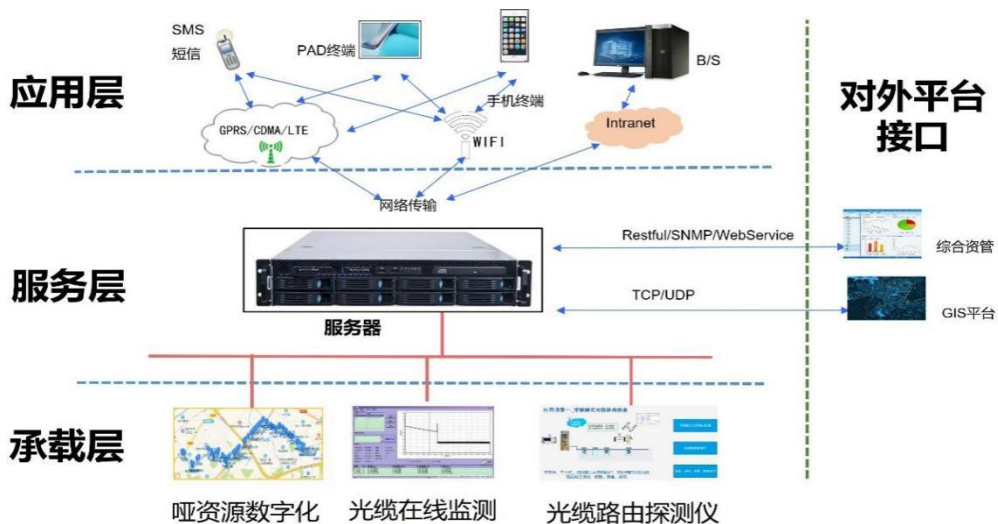 SMS
短信
PAD终端
B/S
应用层
手机终端
对外平台
接口
GPRS/CDMA/LTE
WIFI
Intranet
网络传输
Restful/SNMP/WebService
综合资管
服务层
TCP/UDP
GIS平台
服务器
承载层
哑资源数字化
光缆在线监测
光缆路由探测仪